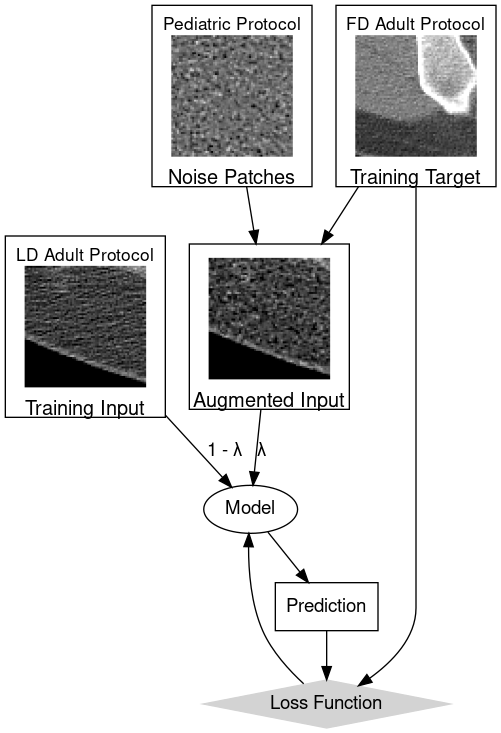 Pediatric Protocol
Noise Patches
FD Adult Protocol
Training Target
LD Adult Protocol
Training Input
Augmented Input
1 - λ
λ
Model
Prediction
Loss Function